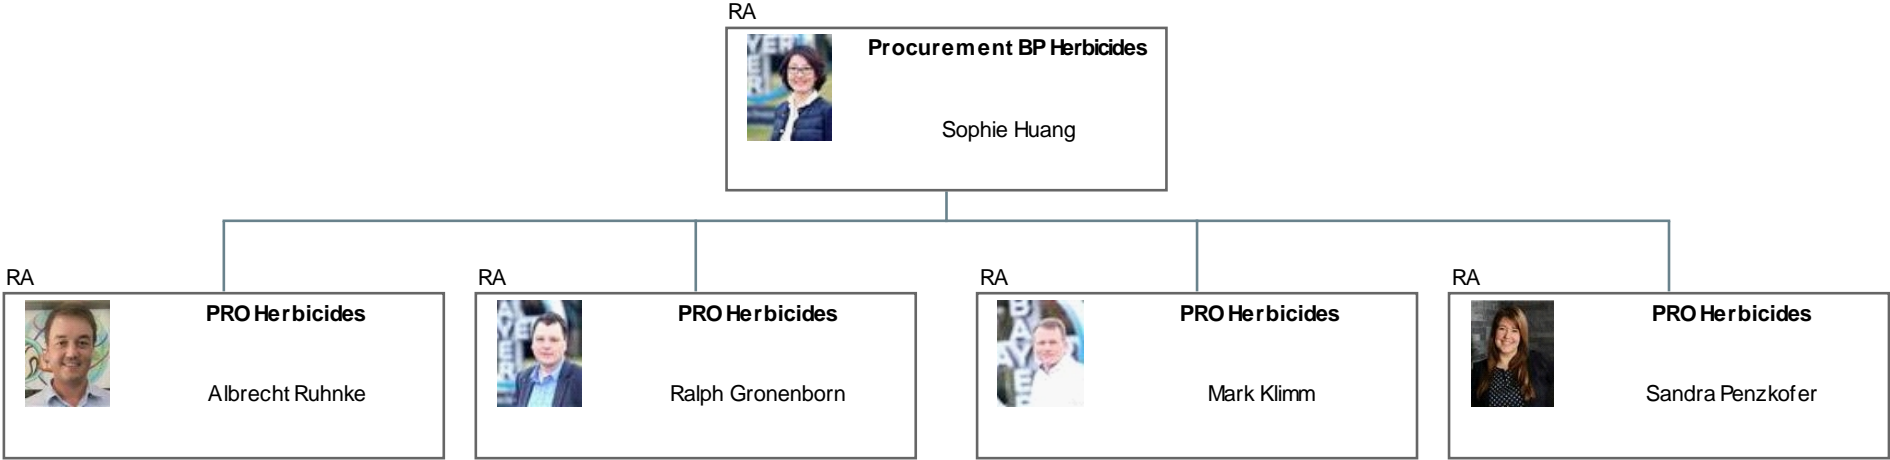 RA
Procurement BP Herbicides
Sophie Huang
RA
PRO Herbicides
Albrecht Ruhnke
RA
PRO Herbicides
Ralph Gronenborn
RA
PRO Herbicides
Mark Klimm
RA
PRO Herbicides
Sandra Penzkofer